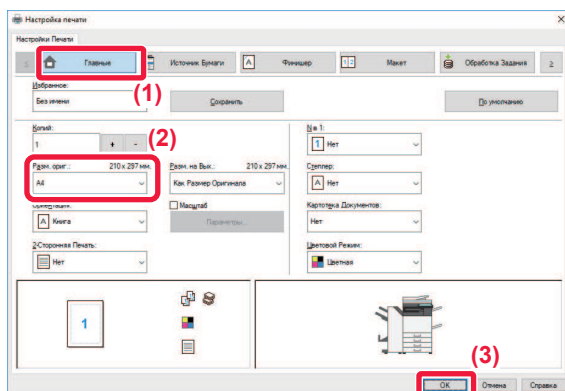 Настройка печати
Настройки Печати
Главные Источник Бумаги Финишер Макет Обработка Задания
(1)
Избранное:
Без имени Сохранить По умолчанию
Копий: (2) N в 1:
1 + - Нет
Разм. ориг.: 210 x 297 мм. Разм. на Вых.: 210 x 297 мм. Степлер:
A4 Как Размер Оригинала Нет
Ориентация: Масштаб Картотека Документов:
Книга Параметры... Нет
2-Сторонняя Печать: Цветовой Режим:
Нет Цветная
1
(3)
OK Отмена Справка